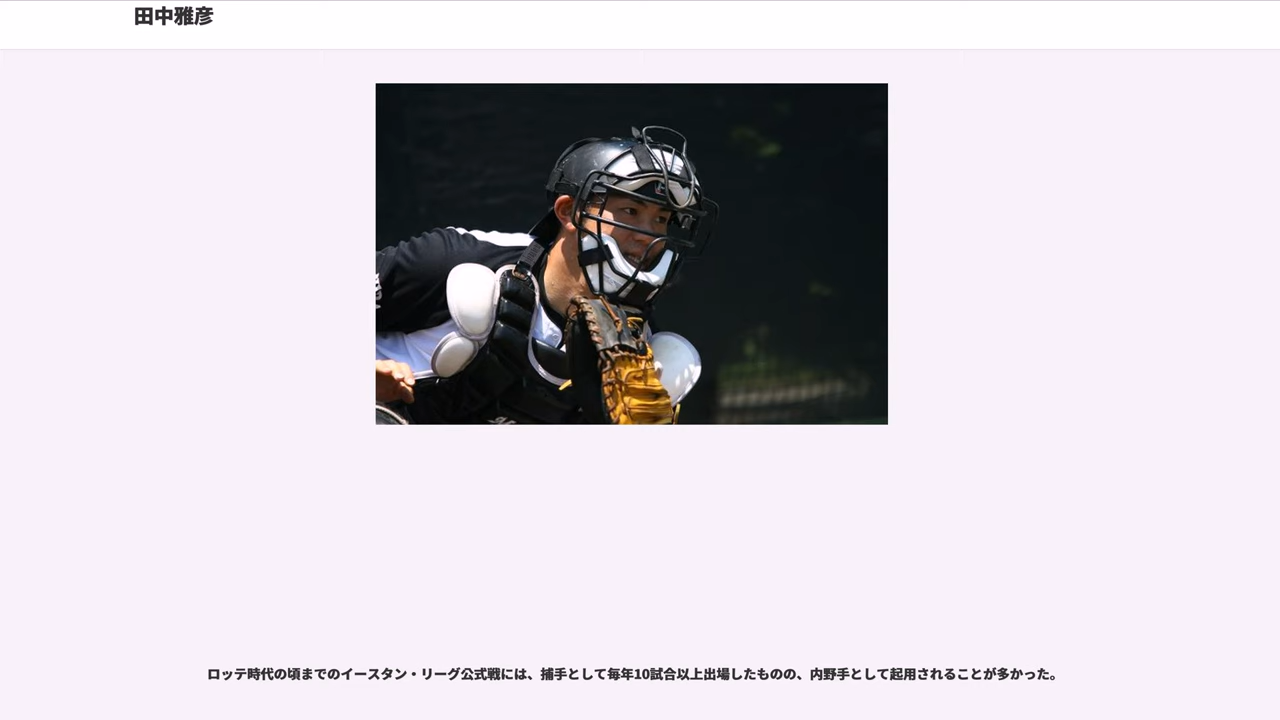 田中雅彦
ロッテ時代の頃までのイースタン・リーグ公式戦には、捕手として毎年10試合以上出場したものの、内野手として起用されることが多かった。